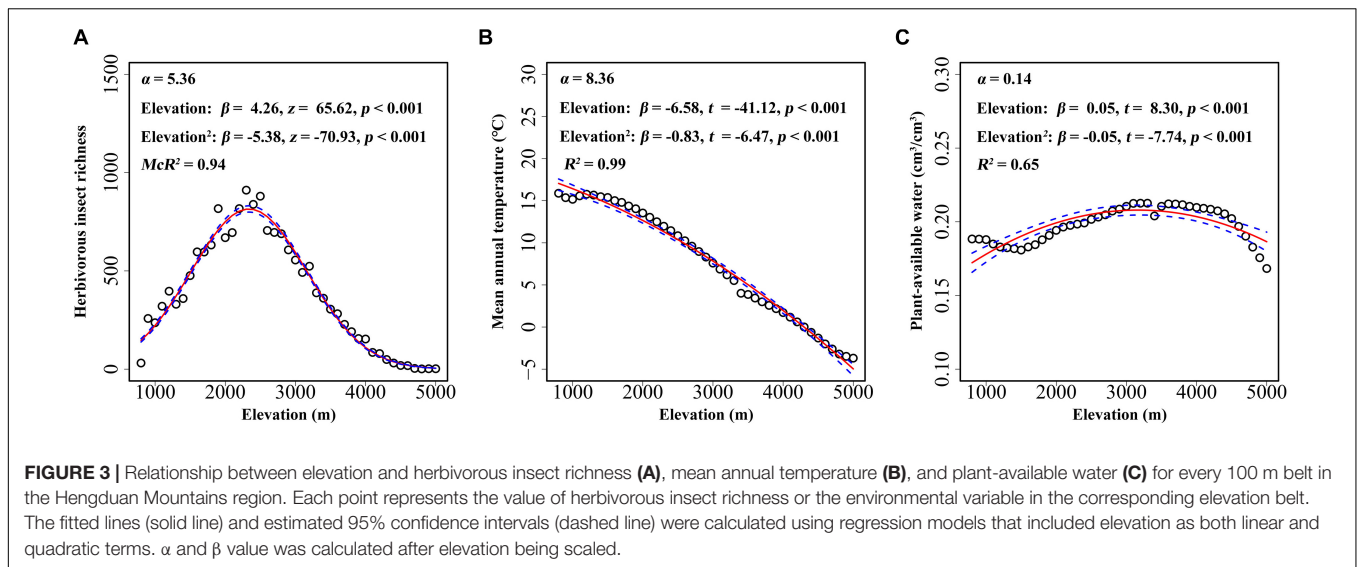 A
1500
1000
500
0
Herbivorous insect richness
α = 5.36
Elevation: β = 4.26, z = 65.62, p < 0.001
Elevation²: β = -5.38, z = -70.93, p < 0.001
McR² = 0.94
1000 2000 3000 4000 5000
Elevation (m)
B
30
25
20
15
10
5
0
−5
Mean annual temperature (°C)
α = 8.36
Elevation: β = -6.58, t = -41.12, p < 0.001
Elevation²: β = -0.83, t = -6.47, p < 0.001
R² = 0.99
1000 2000 3000 4000 5000
Elevation (m)
C
0.30
0.25
0.20
0.15
0.10
Plant-available water (cm³/cm³)
α = 0.14
Elevation: β = 0.05, t = 8.30, p < 0.001
Elevation²: β = -0.05, t = -7.74, p < 0.001
R² = 0.65
1000 2000 3000 4000 5000
Elevation (m)
FIGURE 3 | Relationship between elevation and herbivorous insect richness (A), mean annual temperature (B), and plant-available water (C) for every 100 m belt in
the Hengduan Mountains region. Each point represents the value of herbivorous insect richness or the environmental variable in the corresponding elevation belt.
The fitted lines (solid line) and estimated 95% confidence intervals (dashed line) were calculated using regression models that included elevation as both linear and
quadratic terms. α and β value was calculated after elevation being scaled.